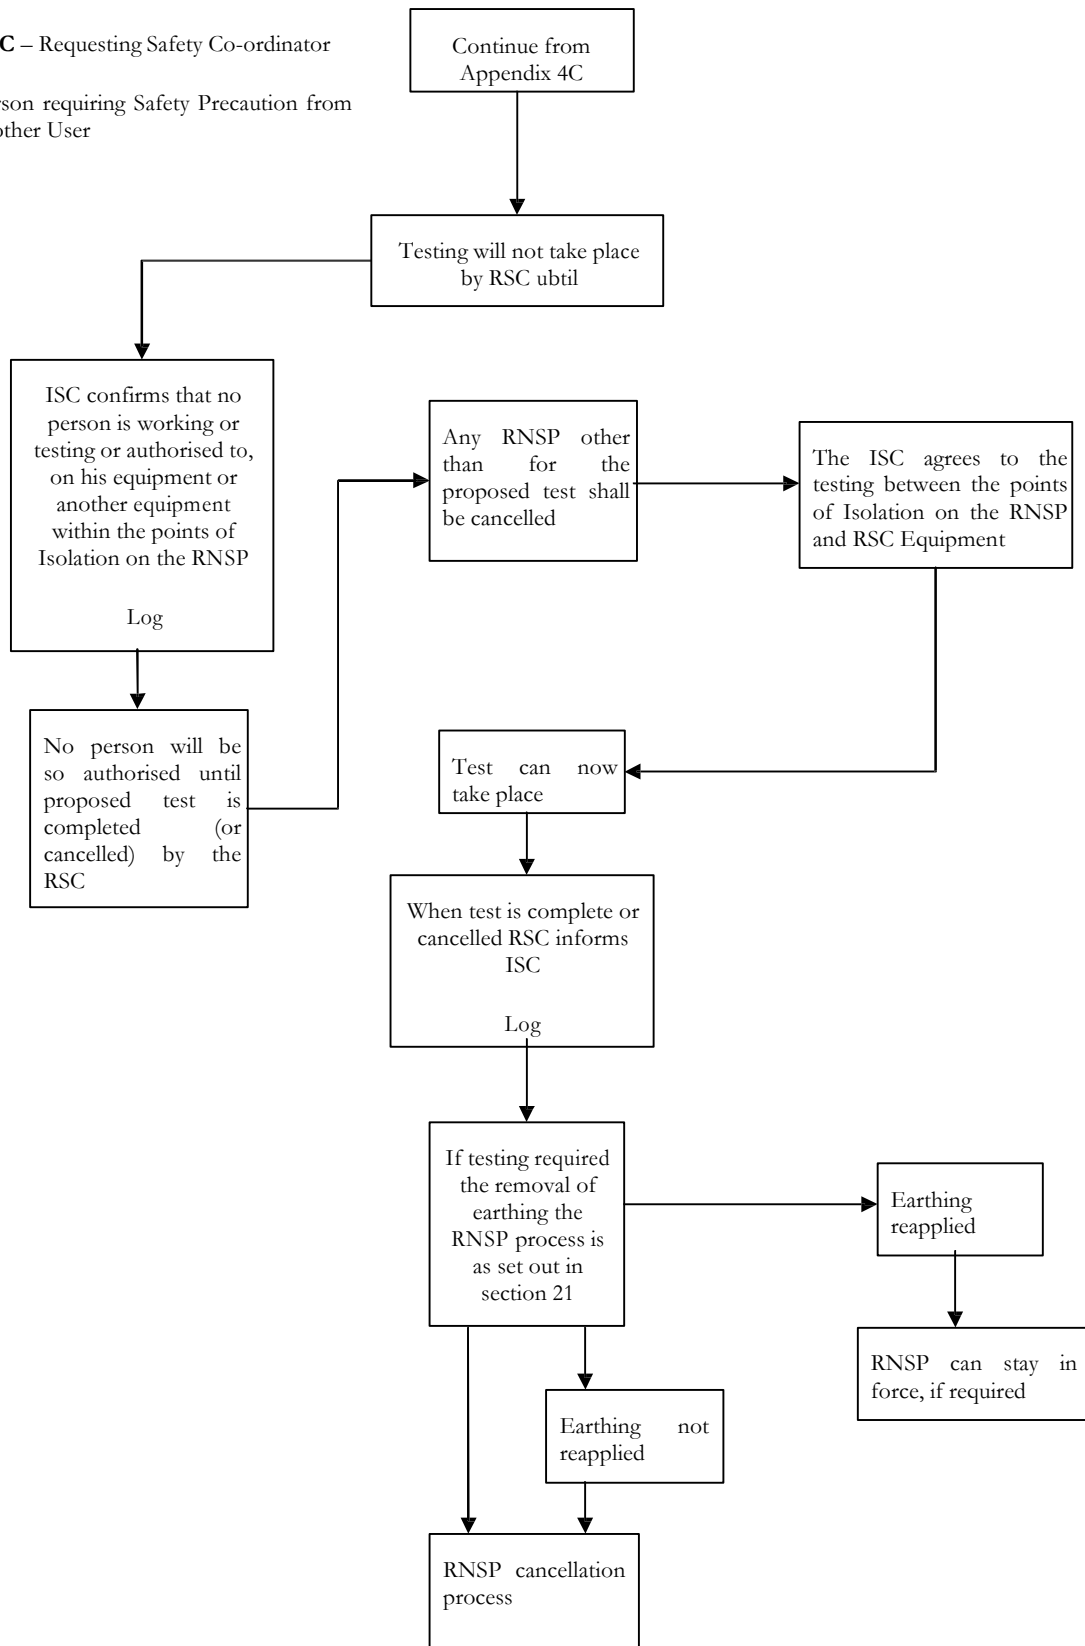 C – Requesting Safety Co-ordinator
rson requiring Safety Precaution from
other User
Continue from
Appendix 4C
Testing will not take place
by RSC ubtil
ISC confirms that no
person is working or
testing or authorised to,
on his equipment or
another equipment
within the points of
Isolation on the RNSP
Log
Any RNSP other
than for the
proposed test shall
be cancelled
The ISC agrees to the
testing between the points
of Isolation on the RNSP
and RSC Equipment
No person will be
so authorised until
proposed test is
completed (or
cancelled) by the
RSC
Test can now
take place
When test is complete or
cancelled RSC informs
ISC
Log
If testing required
the removal of
earthing the
RNSP process is
as set out in
section 21
Earthing
reapplied
RNSP can stay in
force, if required
Earthing not
reapplied
RNSP cancellation
process